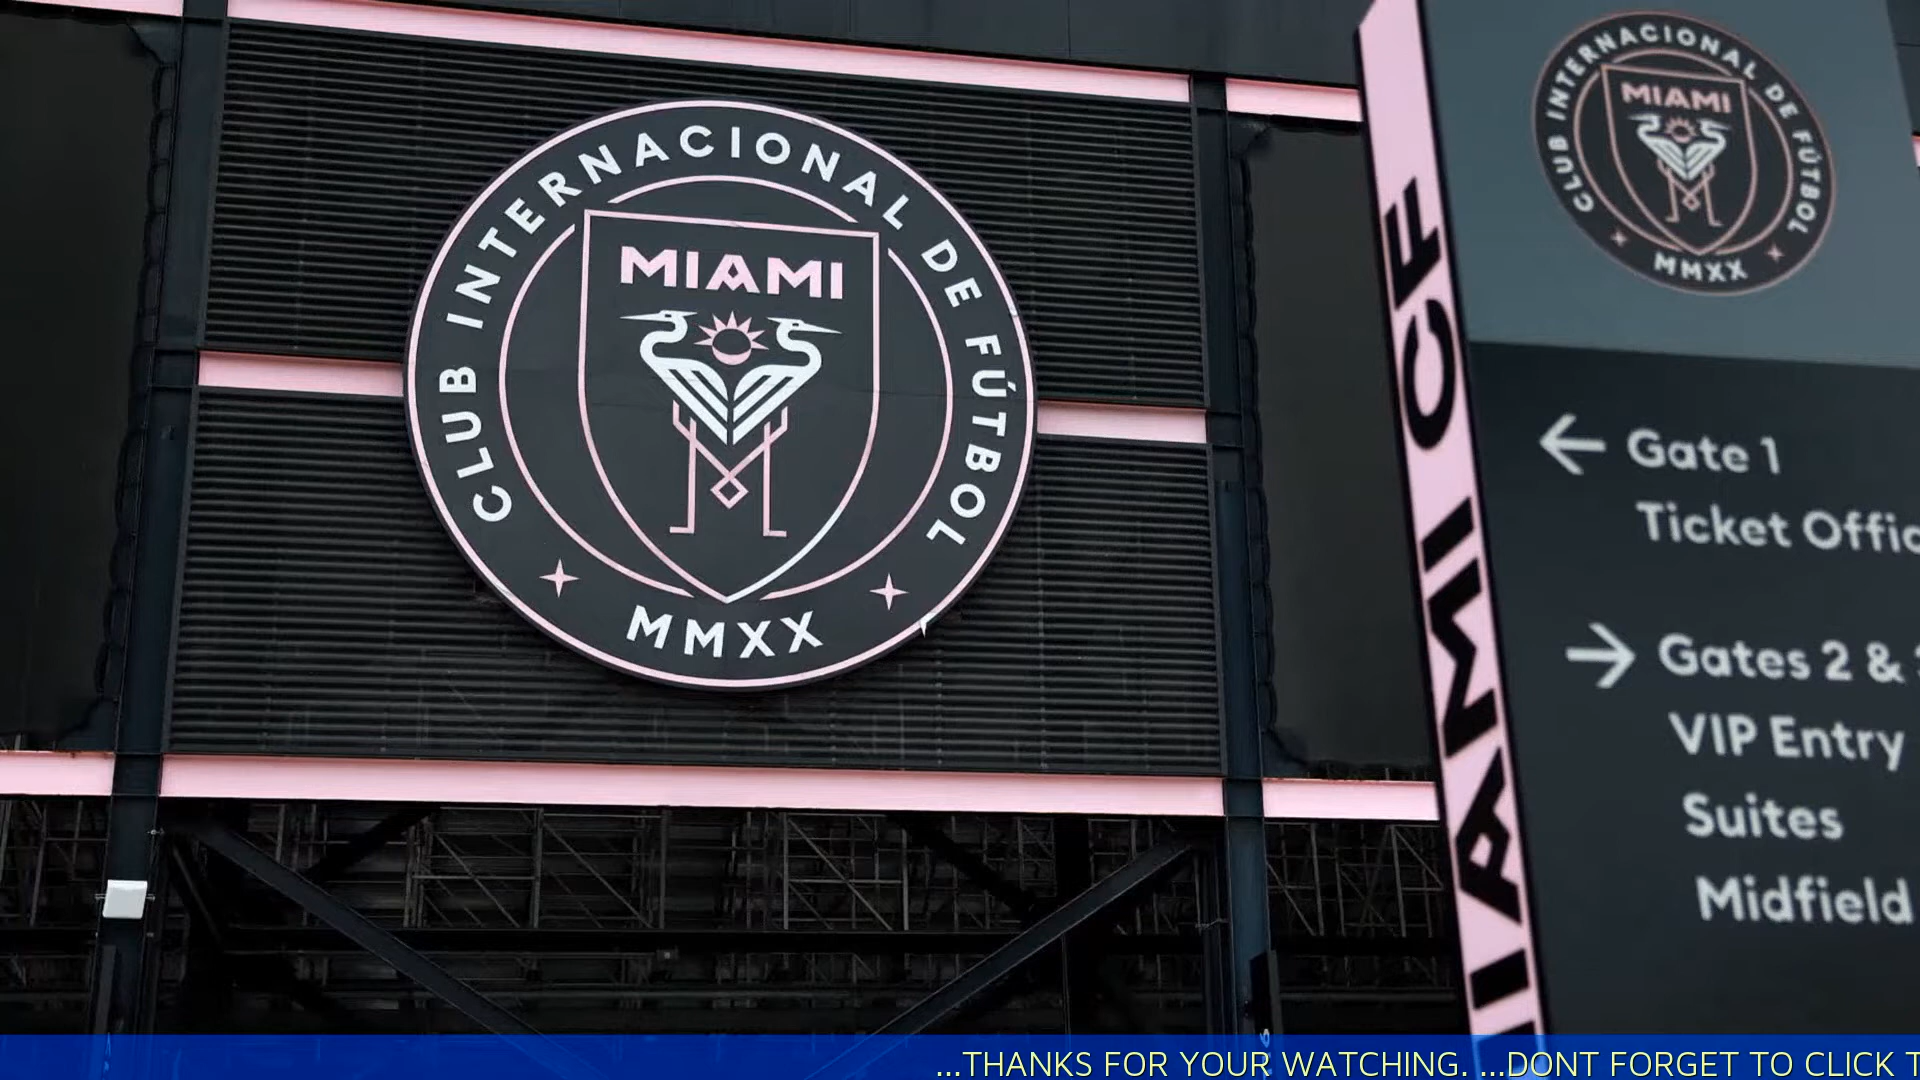 CLUB INTERNACIONAL DE FÚTBOL
MIAMI
MMXX
MIAMI CF
CLUB INTERNACIONAL DE FÚTBOL
MIAMI
MMXX
← Gate 1
Ticket Offic
→ Gates 2 &
VIP Entry
Suites
Midfield
...THANKS FOR YOUR WATCHING. ...DONT FORGET TO CLICK T